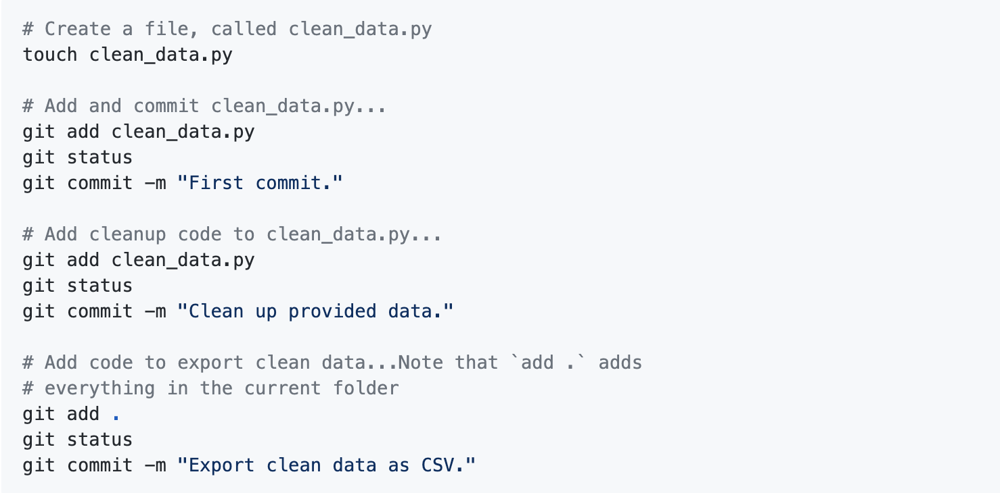 # Create a file, called clean_data.py
touch clean_data.py
# Add and commit clean_data.py...
git add clean_data.py
git status
git commit -m "First commit."
# Add cleanup code to clean_data.py...
git add clean_data.py
git status
git commit -m "Clean up provided data."
# Add code to export clean data...Note that `add .` adds
# everything in the current folder
git add .
git status
git commit -m "Export clean data as CSV."